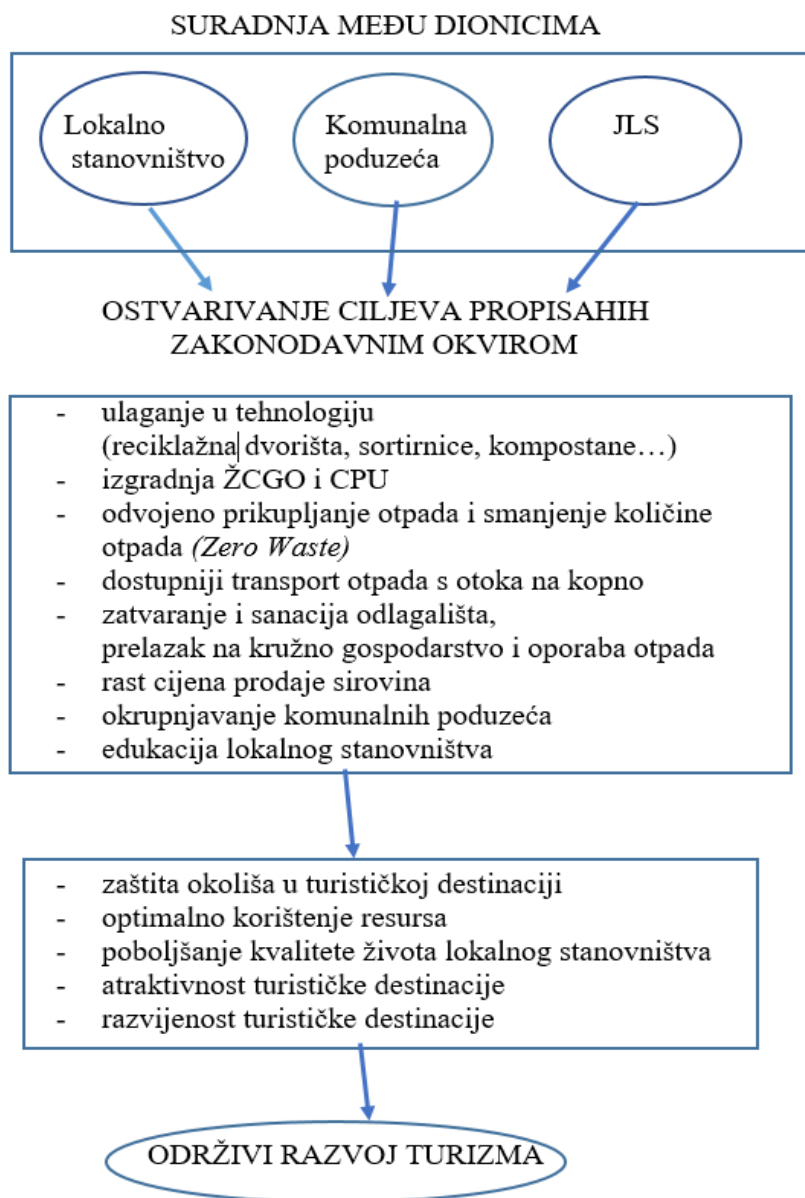 SURADNJA MEĐU DIONICIMA
Lokalno
stanovništvo
Komunalna
poduzeća
JLS
OSTVARIVANJE CILJEVA PROPISAHIH
ZAKONODAVNIM OKVIROM
- ulaganje u tehnologiju
(reciklažna dvorišta, sortirnice, kompostane…)
- izgradnja ŽCGO i CPU
- odvojeno prikupljanje otpada i smanjenje količine
otpada (Zero Waste)
- dostupniji transport otpada s otoka na kopno
- zatvaranje i sanacija odlagališta,
prelazak na kružno gospodarstvo i oporaba otpada
- rast cijena prodaje sirovina
- okrupnjavanje komunalnih poduzeća
- edukacija lokalnog stanovništva
- zaštita okoliša u turističkoj destinaciji
- optimalno korištenje resursa
- poboljšanje kvalitete života lokalnog stanovništva
- atraktivnost turističke destinacije
- razvijenost turističke destinacije
ODRŽIVI RAZVOJ TURIZMA